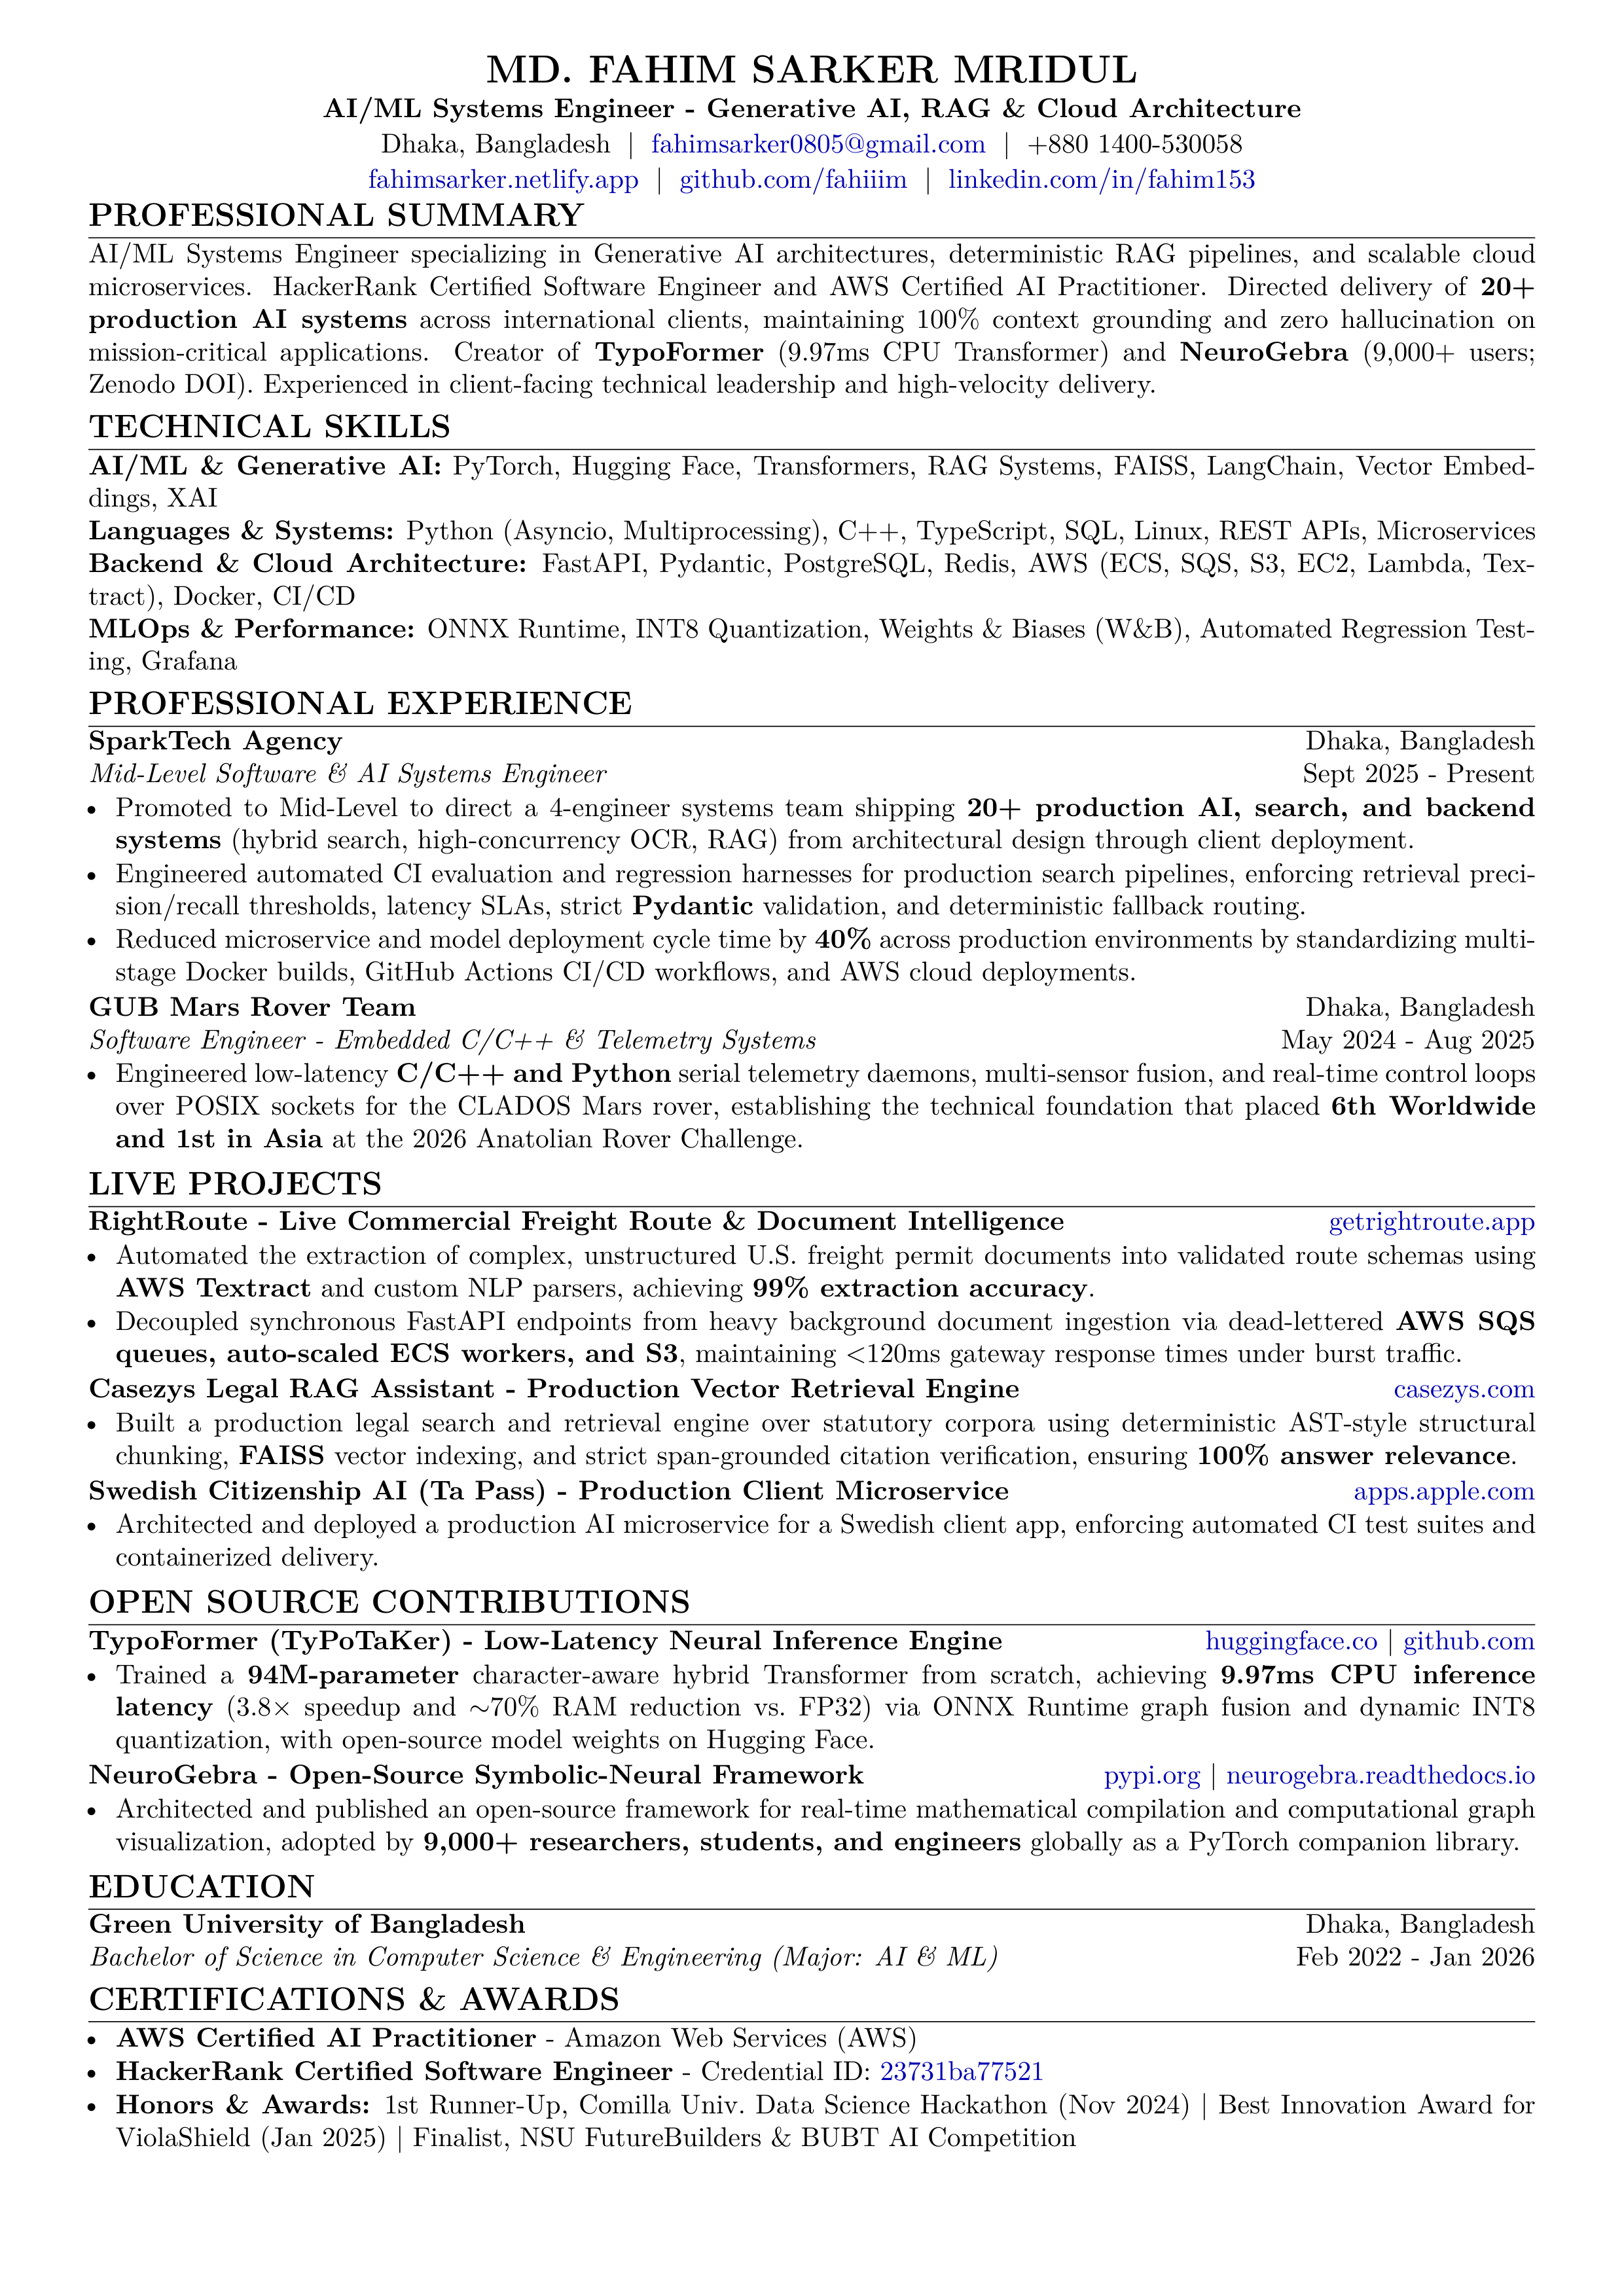 MD. FAHIM SARKER MRIDUL
AI/ML Systems Engineer - Generative AI, RAG & Cloud Architecture
Dhaka, Bangladesh | fahimsarker0805@gmail.com | +880 1400-530058
fahimsarker.netlify.app | github.com/fahiiim | linkedin.com/in/fahim153
PROFESSIONAL SUMMARY
AI/ML Systems Engineer specializing in Generative AI architectures, deterministic RAG pipelines, and scalable cloud
microservices. HackerRank Certified Software Engineer and AWS Certified AI Practitioner. Directed delivery of 20+
production AI systems across international clients, maintaining 100% context grounding and zero hallucination on
mission-critical applications. Creator of TypoFormer (9.97ms CPU Transformer) and NeuroGebra (9,000+ users;
Zenodo DOI). Experienced in client-facing technical leadership and high-velocity delivery.
TECHNICAL SKILLS
AI/ML & Generative AI: PyTorch, Hugging Face, Transformers, RAG Systems, FAISS, LangChain, Vector Embed-
dings, XAI
Languages & Systems: Python (Asyncio, Multiprocessing), C++, TypeScript, SQL, Linux, REST APIs, Microservices
Backend & Cloud Architecture: FastAPI, Pydantic, PostgreSQL, Redis, AWS (ECS, SQS, S3, EC2, Lambda, Tex-
tract), Docker, CI/CD
MLOps & Performance: ONNX Runtime, INT8 Quantization, Weights & Biases (W&B), Automated Regression Test-
ing, Grafana
PROFESSIONAL EXPERIENCE
SparkTech Agency Dhaka, Bangladesh
Mid-Level Software & AI Systems Engineer Sept 2025 - Present
• Promoted to Mid-Level to direct a 4-engineer systems team shipping 20+ production AI, search, and backend
systems (hybrid search, high-concurrency OCR, RAG) from architectural design through client deployment.
• Engineered automated CI evaluation and regression harnesses for production search pipelines, enforcing retrieval preci-
sion/recall thresholds, latency SLAs, strict Pydantic validation, and deterministic fallback routing.
• Reduced microservice and model deployment cycle time by 40% across production environments by standardizing multi-
stage Docker builds, GitHub Actions CI/CD workflows, and AWS cloud deployments.
GUB Mars Rover Team Dhaka, Bangladesh
Software Engineer - Embedded C/C++ & Telemetry Systems May 2024 - Aug 2025
• Engineered low-latency C/C++ and Python serial telemetry daemons, multi-sensor fusion, and real-time control loops
over POSIX sockets for the CLADOS Mars rover, establishing the technical foundation that placed 6th Worldwide
and 1st in Asia at the 2026 Anatolian Rover Challenge.
LIVE PROJECTS
RightRoute - Live Commercial Freight Route & Document Intelligence getrightroute.app
• Automated the extraction of complex, unstructured U.S. freight permit documents into validated route schemas using
AWS Textract and custom NLP parsers, achieving 99% extraction accuracy.
• Decoupled synchronous FastAPI endpoints from heavy background document ingestion via dead-lettered AWS SQS
queues, auto-scaled ECS workers, and S3, maintaining <120ms gateway response times under burst traffic.
Casezys Legal RAG Assistant - Production Vector Retrieval Engine casezys.com
• Built a production legal search and retrieval engine over statutory corpora using deterministic AST-style structural
chunking, FAISS vector indexing, and strict span-grounded citation verification, ensuring 100% answer relevance.
Swedish Citizenship AI (Ta Pass) - Production Client Microservice apps.apple.com
• Architected and deployed a production AI microservice for a Swedish client app, enforcing automated CI test suites and
containerized delivery.
OPEN SOURCE CONTRIBUTIONS
TypoFormer (TyPoTaKer) - Low-Latency Neural Inference Engine huggingface.co | github.com
• Trained a 94M-parameter character-aware hybrid Transformer from scratch, achieving 9.97ms CPU inference
latency (3.8× speedup and ∼70% RAM reduction vs. FP32) via ONNX Runtime graph fusion and dynamic INT8
quantization, with open-source model weights on Hugging Face.
NeuroGebra - Open-Source Symbolic-Neural Framework pypi.org | neurogebra.readthedocs.io
• Architected and published an open-source framework for real-time mathematical compilation and computational graph
visualization, adopted by 9,000+ researchers, students, and engineers globally as a PyTorch companion library.
EDUCATION
Green University of Bangladesh Dhaka, Bangladesh
Bachelor of Science in Computer Science & Engineering (Major: AI & ML) Feb 2022 - Jan 2026
CERTIFICATIONS & AWARDS
• AWS Certified AI Practitioner - Amazon Web Services (AWS)
• HackerRank Certified Software Engineer - Credential ID: 23731ba77521
• Honors & Awards: 1st Runner-Up, Comilla Univ. Data Science Hackathon (Nov 2024) | Best Innovation Award for
ViolaShield (Jan 2025) | Finalist, NSU FutureBuilders & BUBT AI Competition